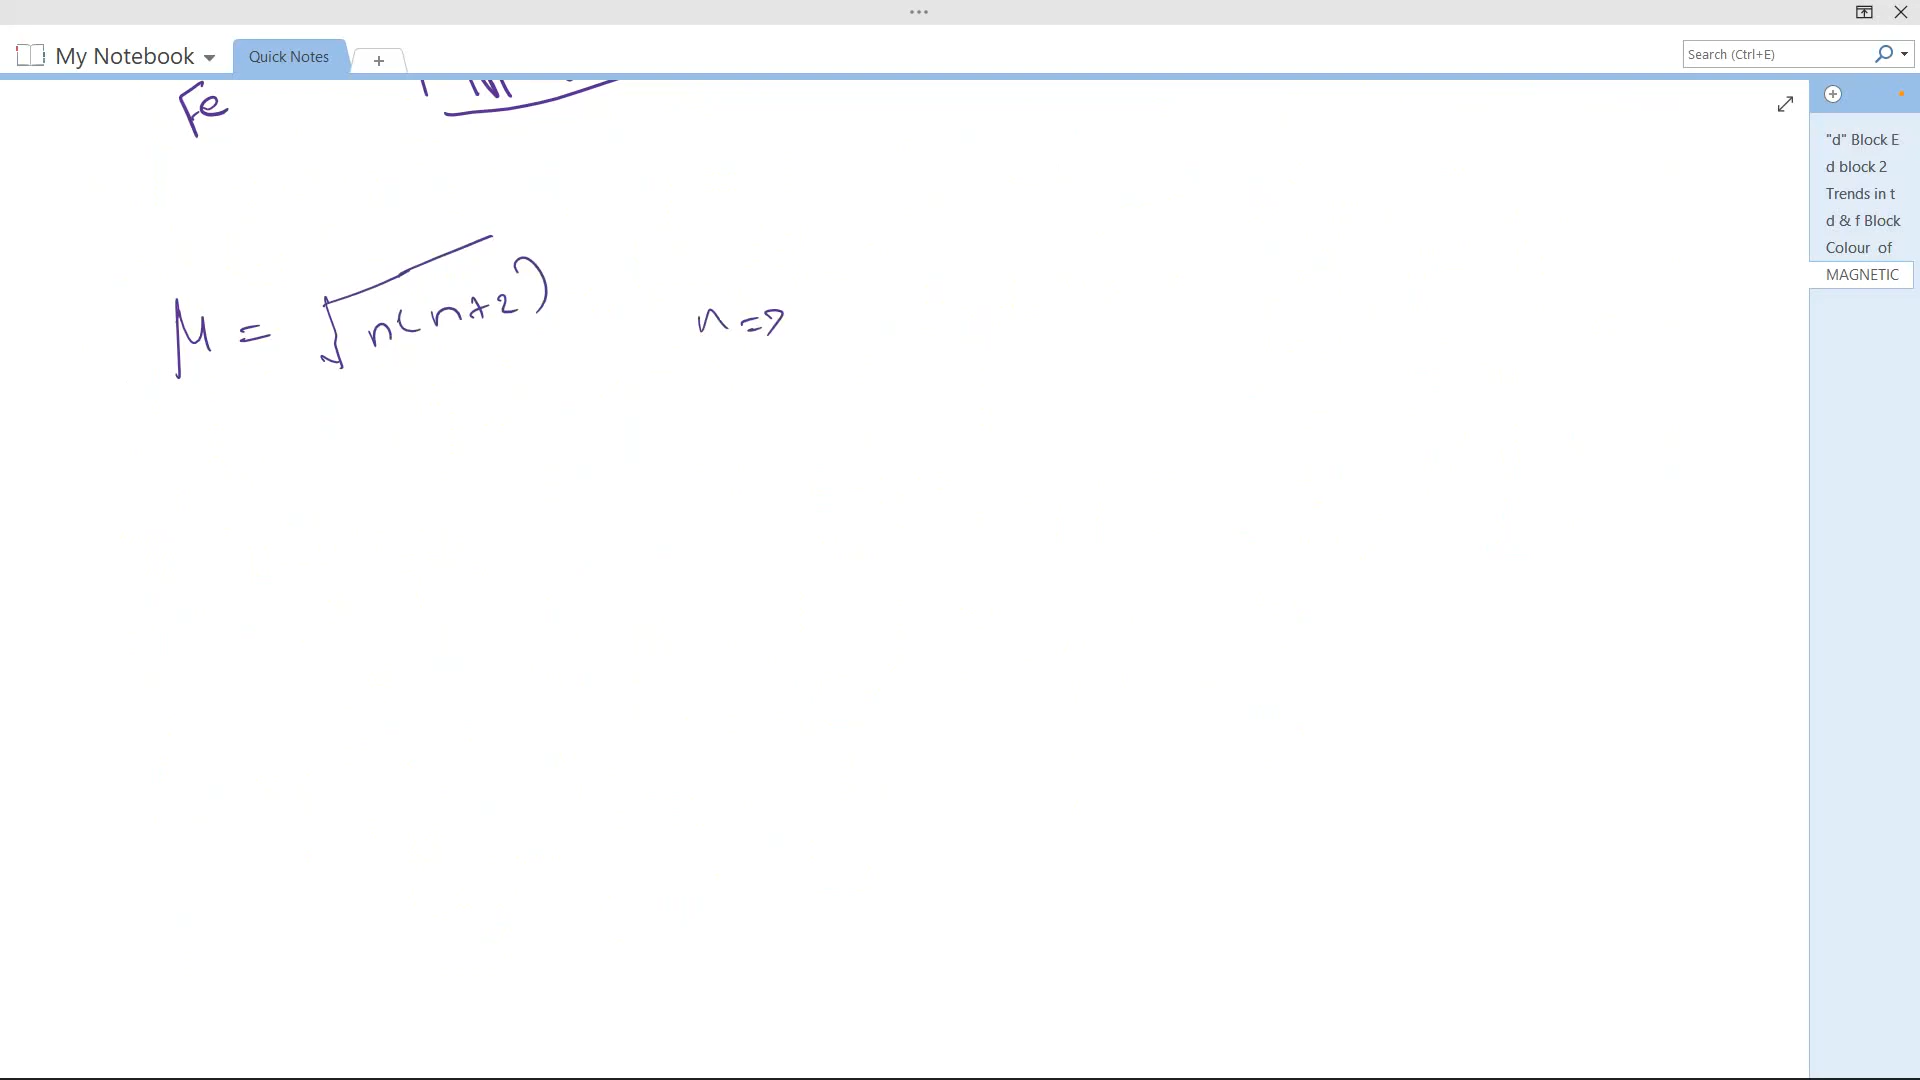 My Notebook
Quick Notes
+
Search (Ctrl+E)
Fe
μ = √n(n+2) n =>
"d" Block E
d block 2
Trends in t
d & f Block
Colour of
MAGNETIC